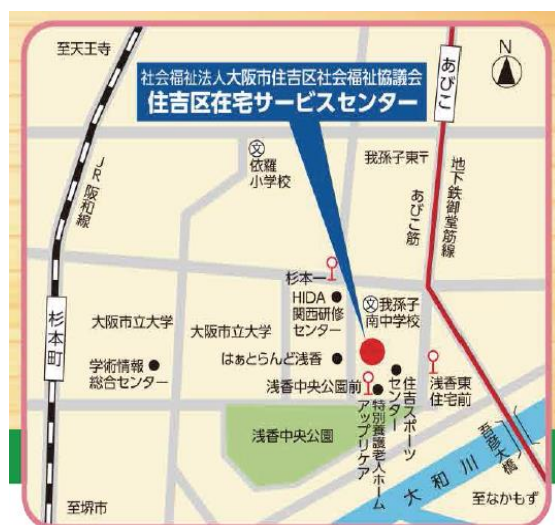 至天王寺
N
社会福祉法人大阪市住吉区社会福祉協議会
住吉区在宅サービスセンター
あびこ
JR阪和線
文
依羅
小学校
我孫子東〒
あびこ筋
地下鉄御堂筋線
杉本一
HIDA
関西研修
センター
文
我孫子
南中学校
杉本町
大阪市立大学
大阪市立大学
学術情報
総合センター
はぁとらんど浅香
浅香中央公園前
特別養護老人ホーム
アップリケア
住吉スポーツ
センター
浅香東
住宅前
浅香中央公園
吾彦大橋
大和川
至堺市
至なかもず